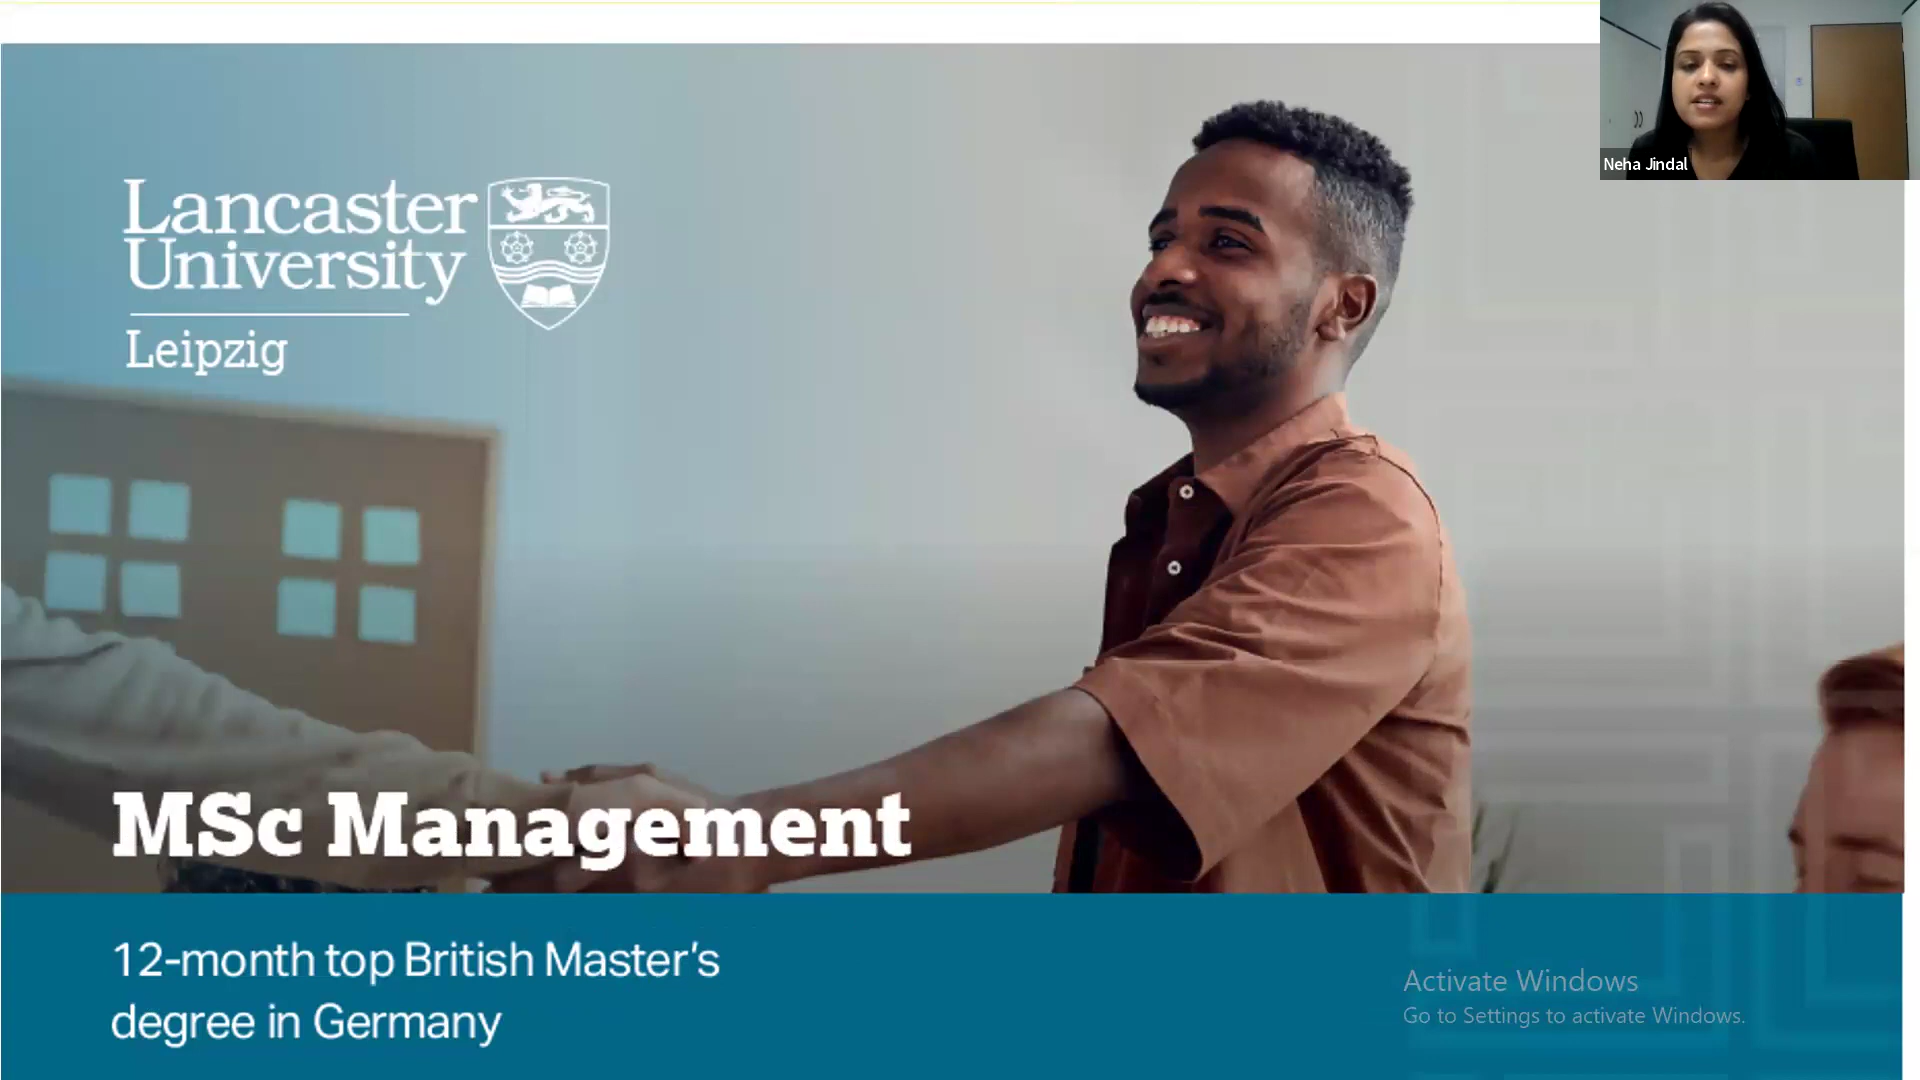 Neha Jindal
Lancaster
University
Leipzig
MSc Management
12-month top British Master's
degree in Germany
Activate Windows
Go to Settings to activate Windows.